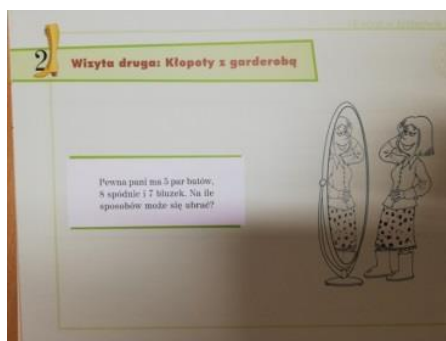 2
Wizyta druga: Kłopoty z garderobą
Pewna pani ma 5 par butów,
8 spódnic i 7 bluzek. Na ile
sposobów może się ubrać?